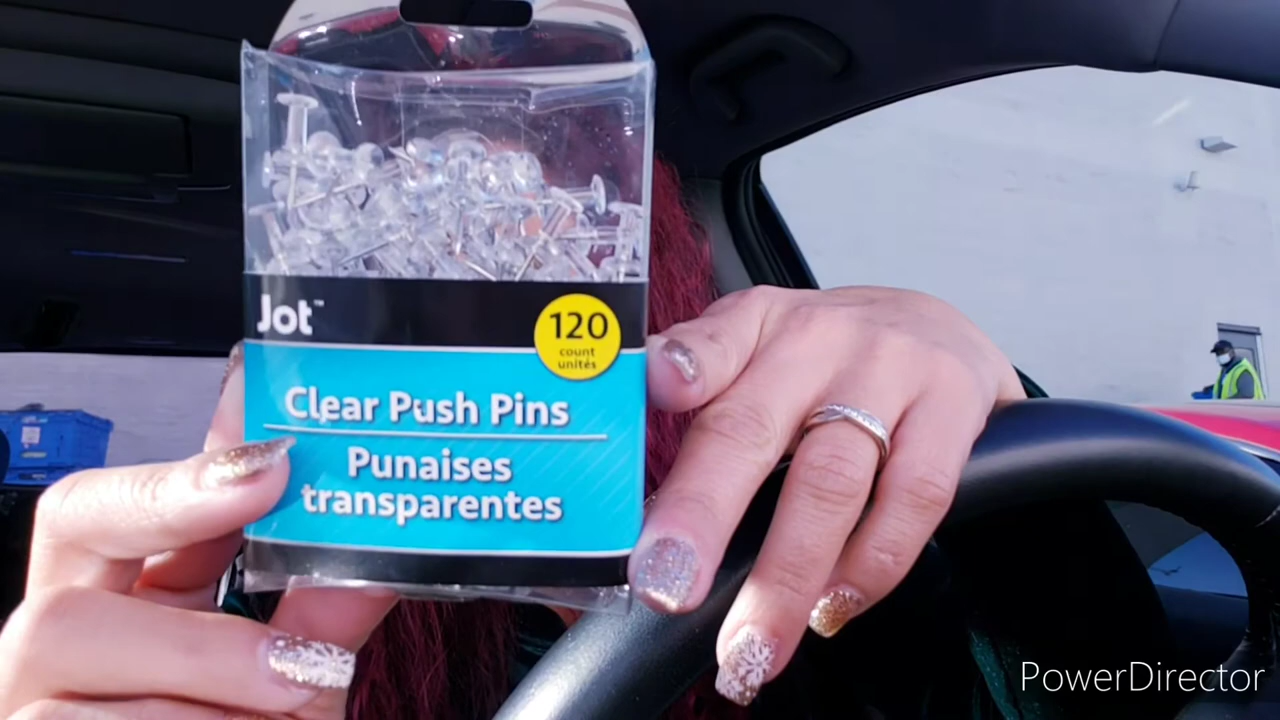 Jot™
120
count
unités
Clear Push Pins
Punaises
transparentes
PowerDirector